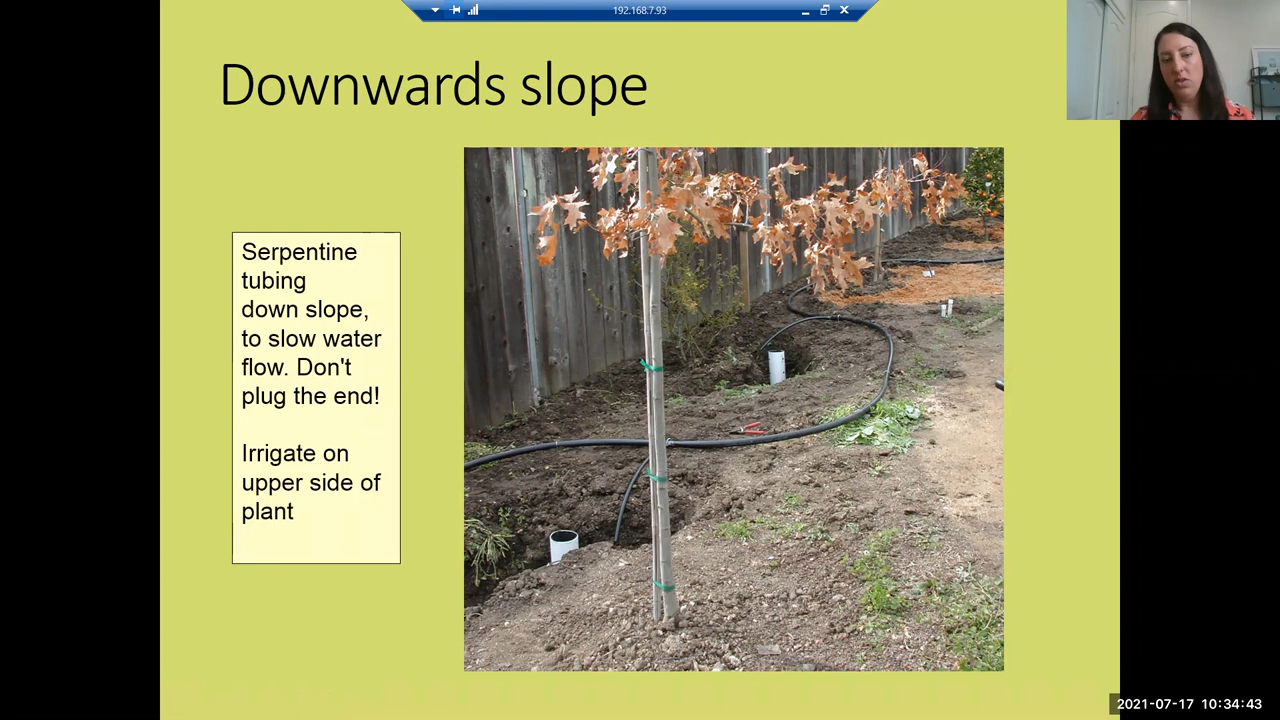 192.168.7.93
Downwards slope
Serpentine
tubing
down slope,
to slow water
flow. Don't
plug the end!
Irrigate on
upper side of
plant
2021-07-17 10:34:43